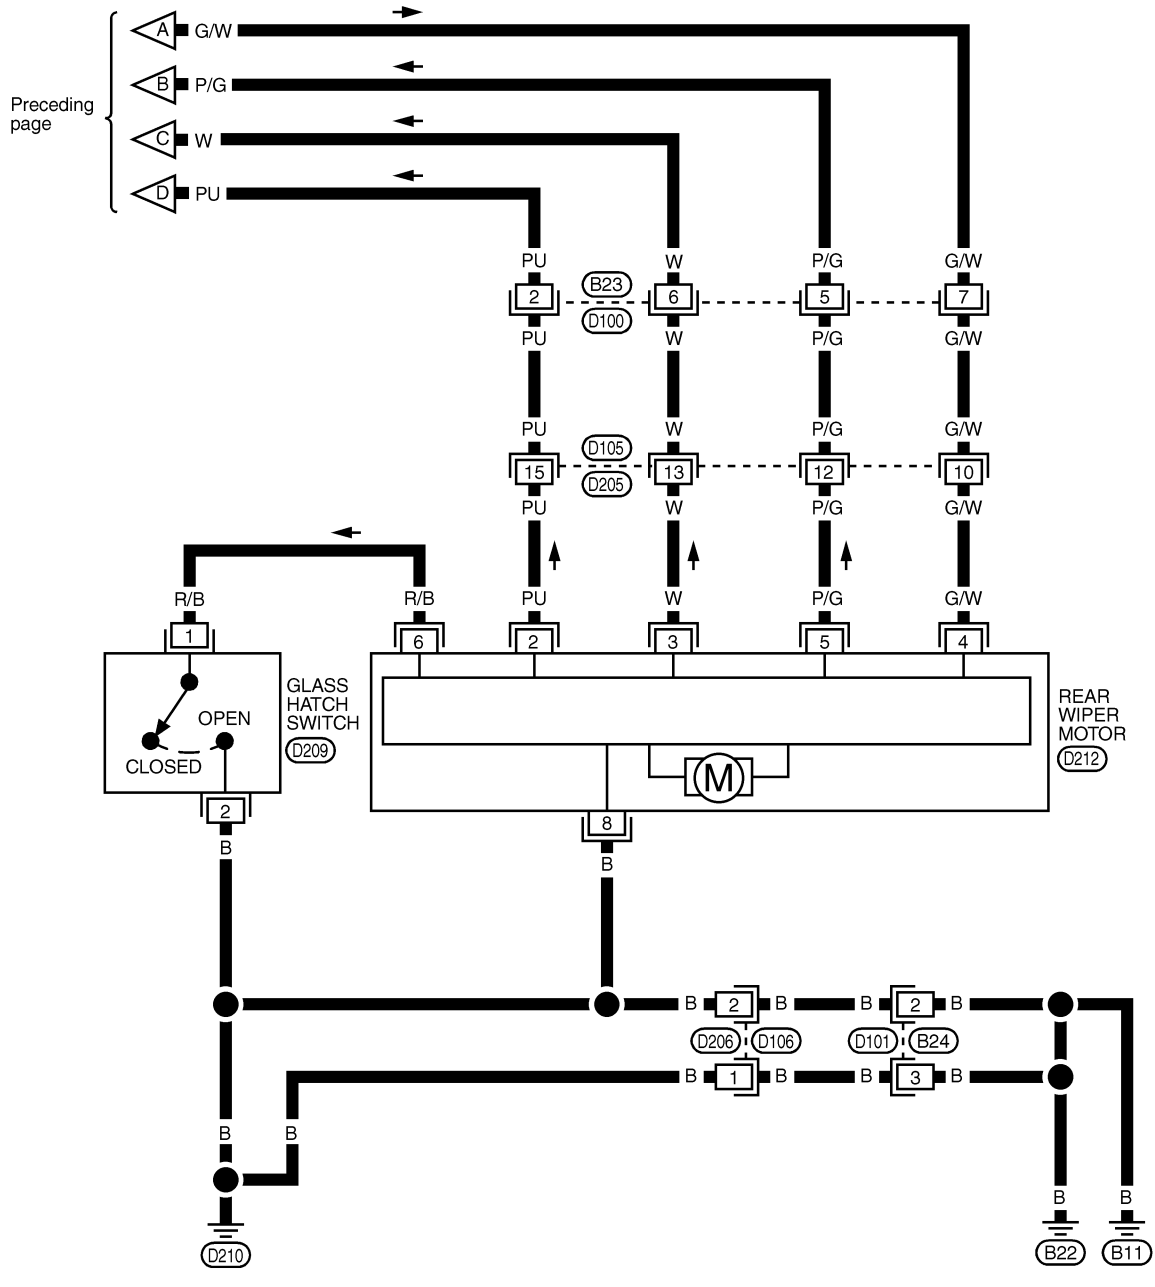 A G/W
B P/G
Preceding
page
C W
D PU
PU W P/G G/W
B23
2 6 5 7
D100
PU W P/G G/W
PU W P/G G/W
D105
15 13 12 10
D205
PU W P/G G/W
R/B R/B PU W P/G G/W
1 6 2 3 5 4
GLASS
HATCH
SWITCH
D209
OPEN
CLOSED
REAR
WIPER
MOTOR
D212
M
2 8
B B
B 2 B B 2 B
D206 D106 D101 B24
B 1 B B 3 B
B B
B B
D210 B22 B11